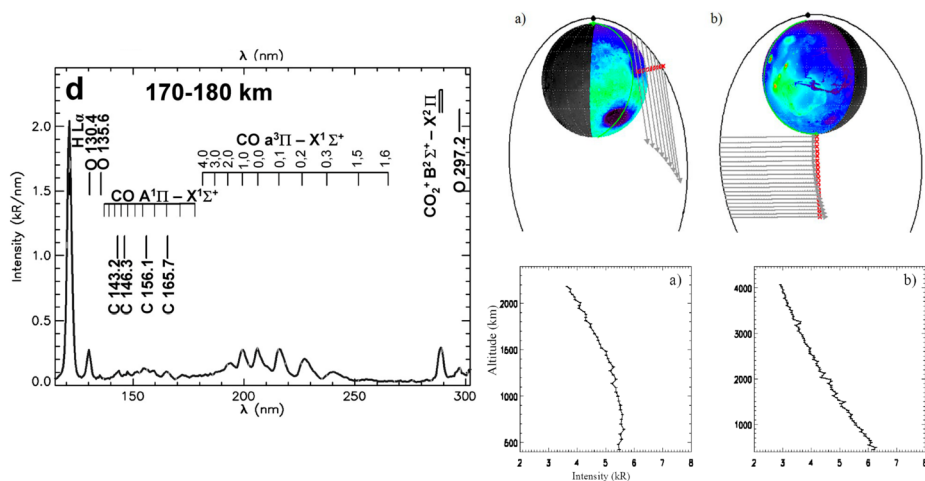 λ (nm)
d
170-180 km
H Lα
O 130.4
O 135.6
CO a³Π – X¹Σ⁺
4,0 3,0 2,0 1,0 0,0 0,1 0,2 0,3 1,5 1,6
CO₂⁺ B²Σ⁺ – X²Π
O 297.2
CO A¹Π – X¹Σ⁺
C 143.2
C 146.3
C 156.1
C 165.7
Intensity (kR/nm)
2.0
1.5
1.0
0.5
0.0
150 200 250 300
λ (nm)
a)
b)
a)
Altitude (km)
2000
1500
1000
500
2 3 4 5 6 7 8
Intensity (kR)
b)
4000
3000
2000
1000
2 3 4 5 6 7 8